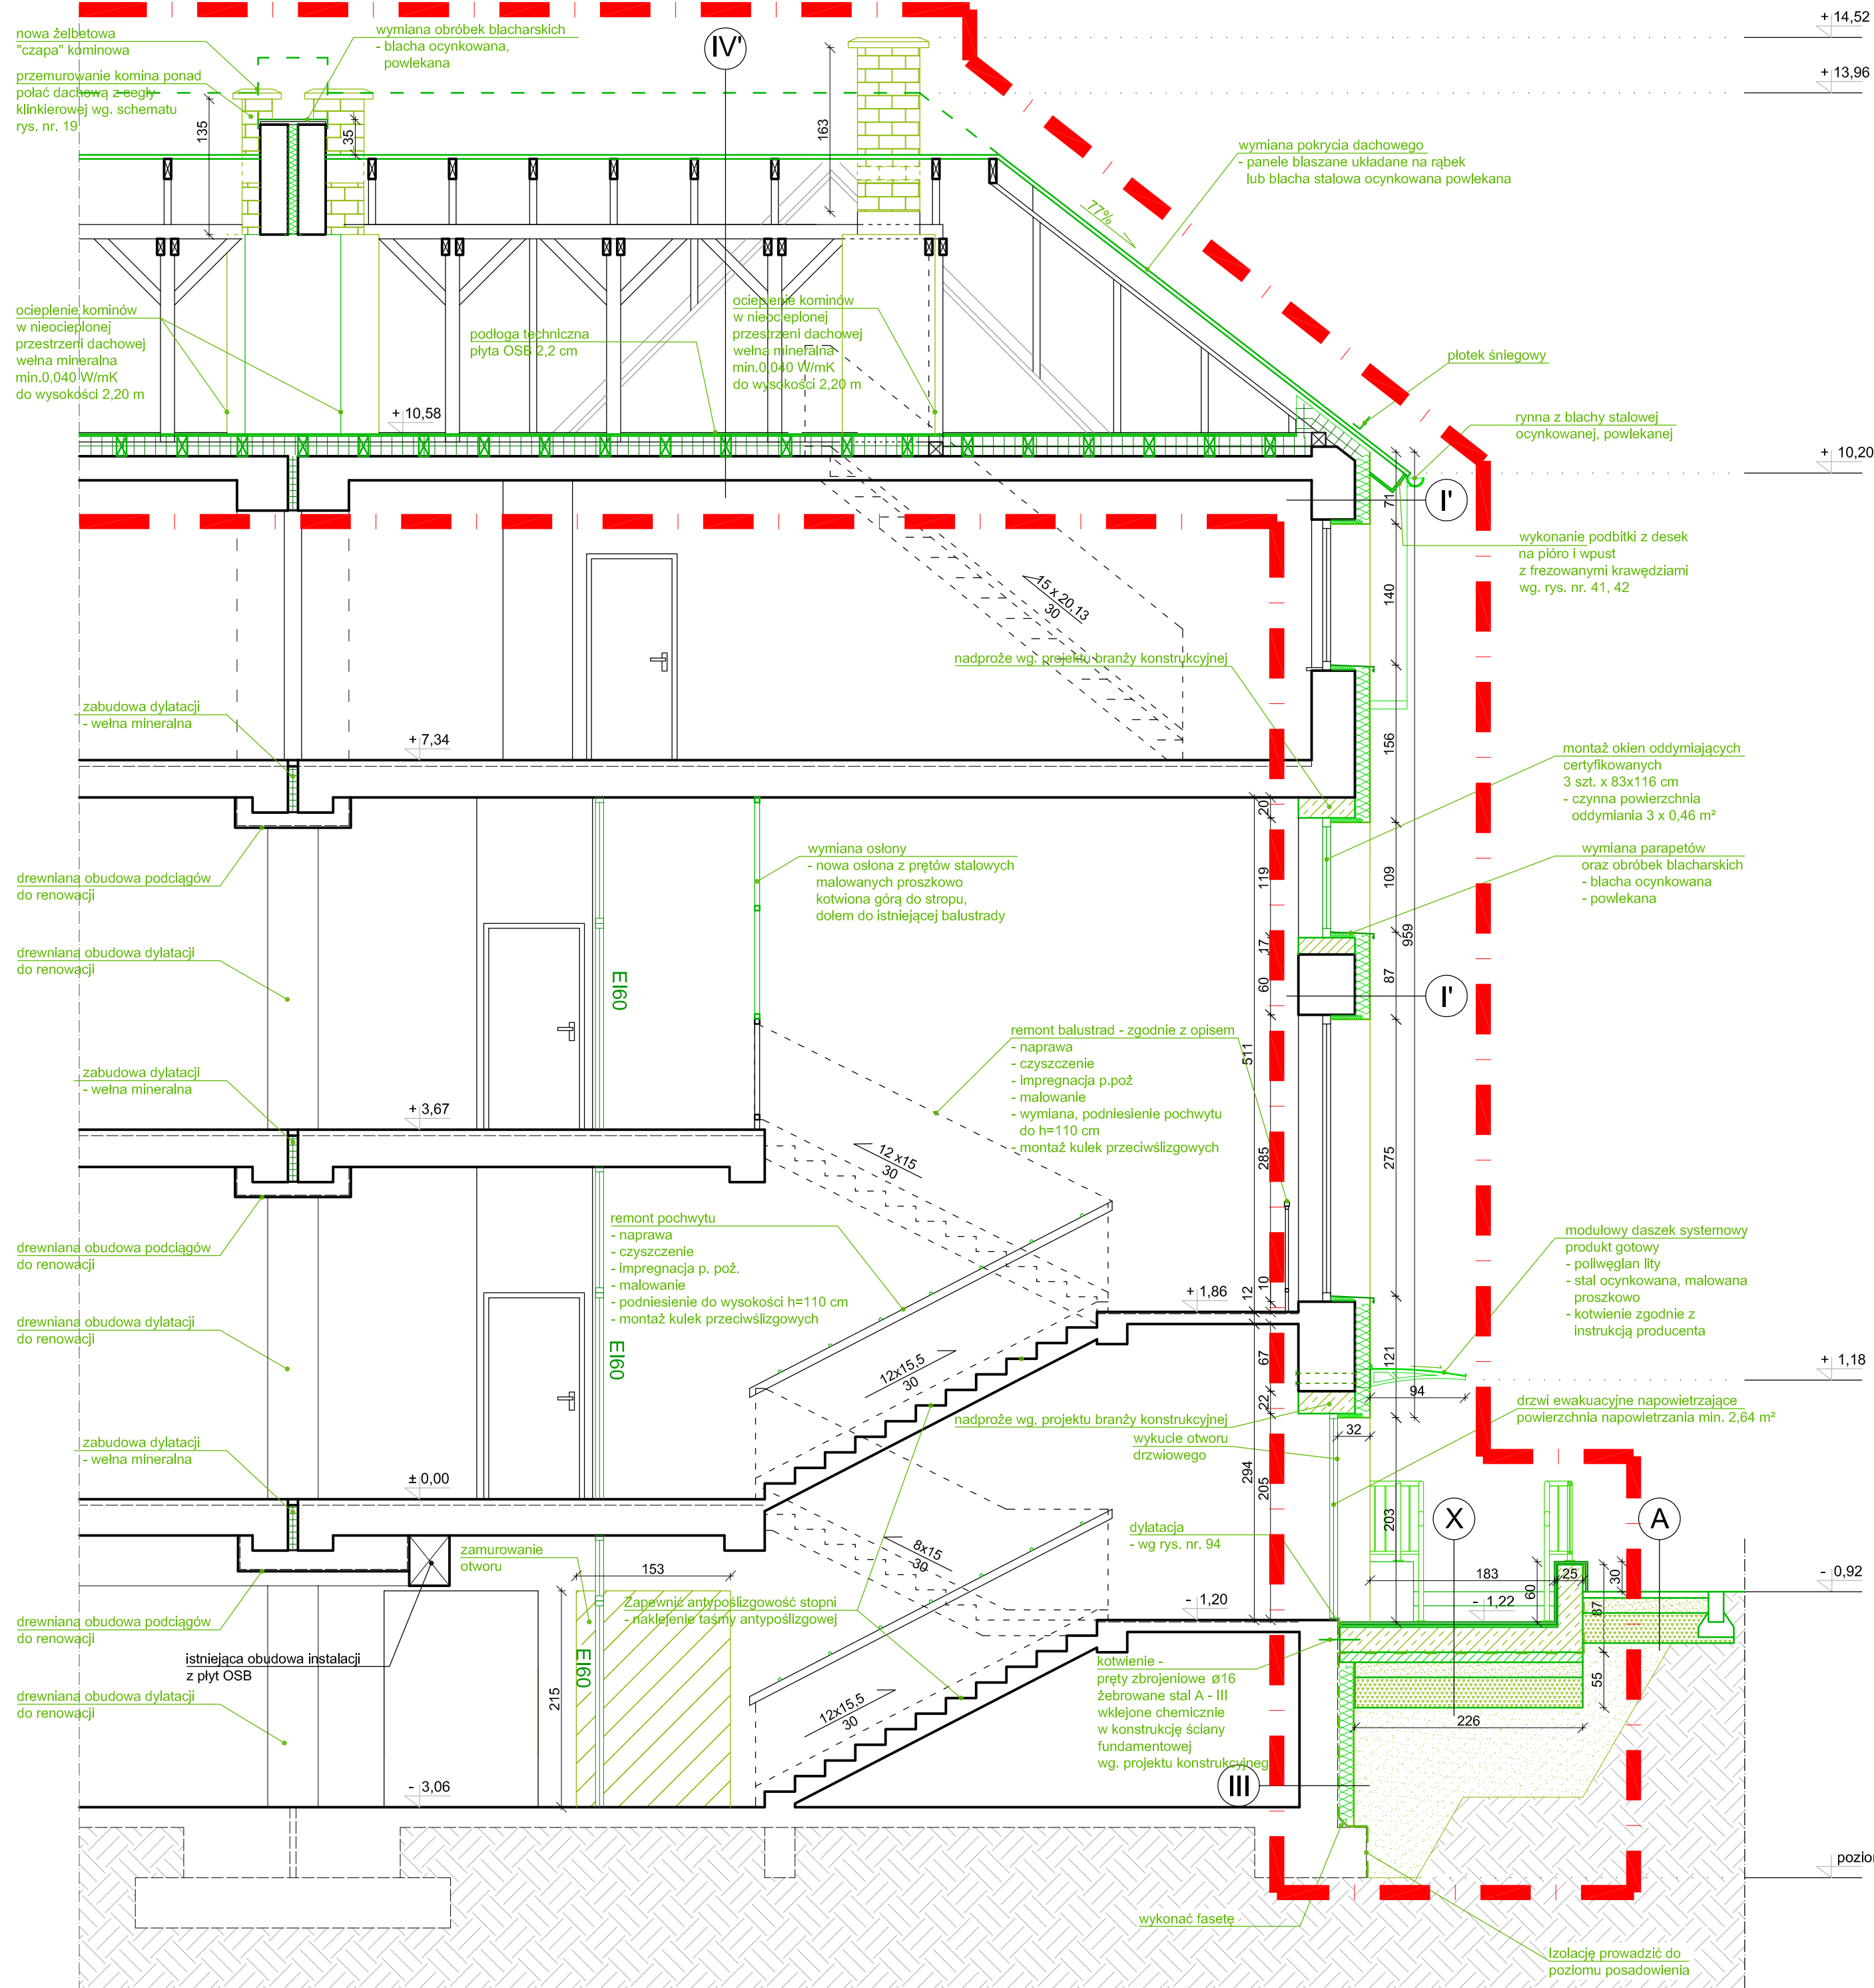 nowa żelbetowa
"czapa" kominowa
przemurowanie komina ponad
połać dachową z cegły
klinkierowej wg. schematu
rys. nr. 19
wymiana obróbek blacharskich
- blacha ocynkowana,
powlekana
IV'
135
35
163
+ 14,52
+ 13,96
wymiana pokrycia dachowego
- panele blaszane układane na rąbek
lub blacha stalowa ocynkowana powlekana
77%
ocieplenie kominów
w nieocieplonej
przestrzeni dachowej
wełna mineralna
min.0,040 W/mK
do wysokości 2,20 m
podłoga techniczna
płyta OSB 2,2 cm
ocieplenie kominów
w nieocieplonej
przestrzeni dachowej
wełna mineralna
min.0,040 W/mK
do wysokości 2,20 m
+ 10,58
płotek śniegowy
rynna z blachy stalowej
ocynkowanej, powlekanej
+ 10,20
71
I'
wykonanie podbitki z desek
na pióro i wpust
z frezowanymi krawędziami
wg. rys. nr. 41, 42
140
15 x 20,13
30
nadproże wg. projektu branży konstrukcyjnej
zabudowa dylatacji
- wełna mineralna
+ 7,34
156
montaż okien oddymiających
certyfikowanych
3 szt. x 83x116 cm
- czynna powierzchnia
oddymiania 3 x 0,46 m²
20
119
109
wymiana osłony
- nowa osłona z prętów stalowych
malowanych proszkowo
kotwiona górą do stropu,
dołem do istniejącej balustrady
wymiana parapetów
oraz obróbek blacharskich
- blacha ocynkowana
- powlekana
drewniana obudowa podciągów
do renowacji
959
17
60
87
drewniana obudowa dylatacji
do renowacji
EI60
I'
remont balustrad - zgodnie z opisem
- naprawa
- czyszczenie
- impregnacja p.poż
- malowanie
- wymiana, podniesienie pochwytu
do h=110 cm
- montaż kulek przeciwślizgowych
511
zabudowa dylatacji
- wełna mineralna
+ 3,67
12 x15
30
285
275
remont pochwytu
- naprawa
- czyszczenie
- impregnacja p. poż.
- malowanie
- podniesienie do wysokości h=110 cm
- montaż kulek przeciwślizgowych
drewniana obudowa podciągów
do renowacji
modułowy daszek systemowy
produkt gotowy
- poliwęglan lity
- stal ocynkowana, malowana
proszkowo
- kotwienie zgodnie z
instrukcją producenta
+ 1,86
12
10
drewniana obudowa dylatacji
do renowacji
EI60
12x15,5
30
67
121
+ 1,18
94
22
drzwi ewakuacyjne napowietrzające
powierzchnia napowietrzania min. 2,64 m²
nadproże wg. projektu branży konstrukcyjnej
wykucie otworu
drzwiowego
32
zabudowa dylatacji
- wełna mineralna
± 0,00
294
205
203
X
A
dylatacja
- wg rys. nr. 94
8x15
30
zamurowanie
otworu
153
183
25
30
60
87
- 0,92
Zapewnić antypoślizgowość stopni
- naklejenie taśmy antypoślizgowej
- 1,20
- 1,22
drewniana obudowa podciągów
do renowacji
istniejąca obudowa instalacji
z płyt OSB
EI60
215
kotwienie -
pręty zbrojeniowe ø16
żebrowane stal A - III
wklejone chemicznie
w konstrukcję ściany
fundamentowej
wg. projektu konstrukcyjneg
55
226
drewniana obudowa dylatacji
do renowacji
12x15,5
30
- 3,06
III
poziom
wykonać fasetę
Izolację prowadzić do
poziomu posadowienia